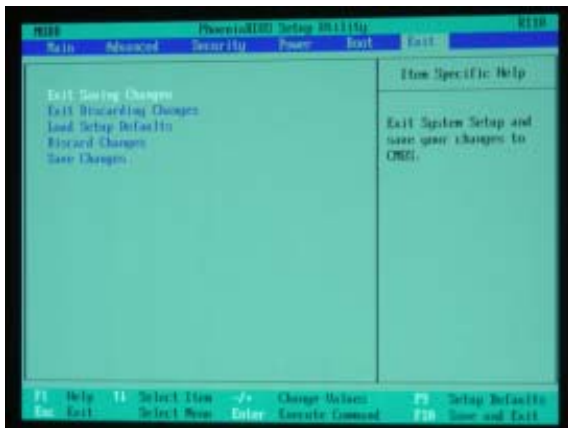 PhoenixBIOS Setup Utility
Main Advanced Security Power Boot Exit
Item Specific Help
Exit Saving Changes
Exit Discarding Changes
Load Setup Defaults
Discard Changes
Save Changes
Exit System Setup and
save your changes to
CMOS.
F1 Help ↑↓ Select Item -/+ Change Values F9 Setup Defaults
Esc Exit Select Menu Enter Execute Command F10 Save and Exit